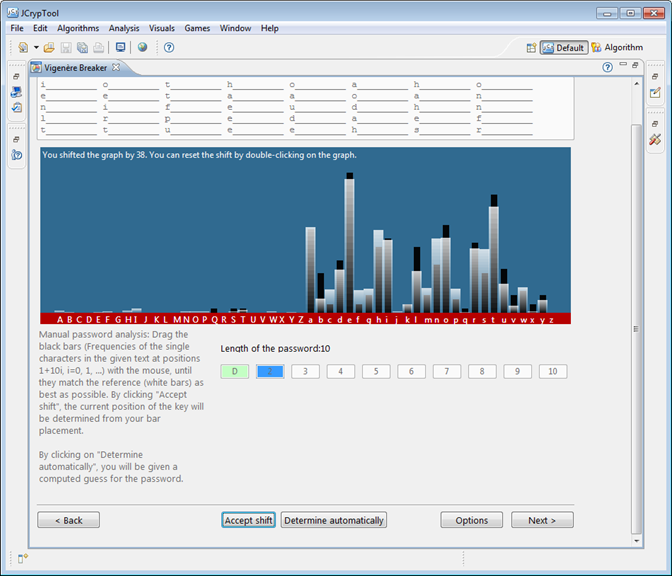 JCrypTool
File Edit Algorithms Analysis Visuals Games Window Help
Default Algorithm
Vigenère Breaker
i_________o_________t_________h_________o_________a_________h_________o_________
e_________e_________t_________a_________a_________o_________a_________n_________
n_________i_________f_________e_________u_________d_________h_________n_________
l_________r_________p_________e_________d_________a_________e_________f_________
t_________t_________u_________e_________e_________h_________s_________r_________
You shifted the graph by 38. You can reset the shift by double-clicking on the graph.
A B C D E F G H I J K L M N O P Q R S T U V W X Y Z a b c d e f g h i j k l m n o p q r s t u v w x y z
Manual password analysis: Drag the
black bars (Frequencies of the single
characters in the given text at positions
1+10i, i=0, 1, ...) with the mouse, until
they match the reference (white bars) as
best as possible. By clicking "Accept
shift", the current position of the key will
be determined from your bar
placement.
By clicking on "Determine
automatically", you will be given a
computed guess for the password.
Length of the password:10
D 2 3 4 5 6 7 8 9 10
< Back Accept shift Determine automatically Options Next >